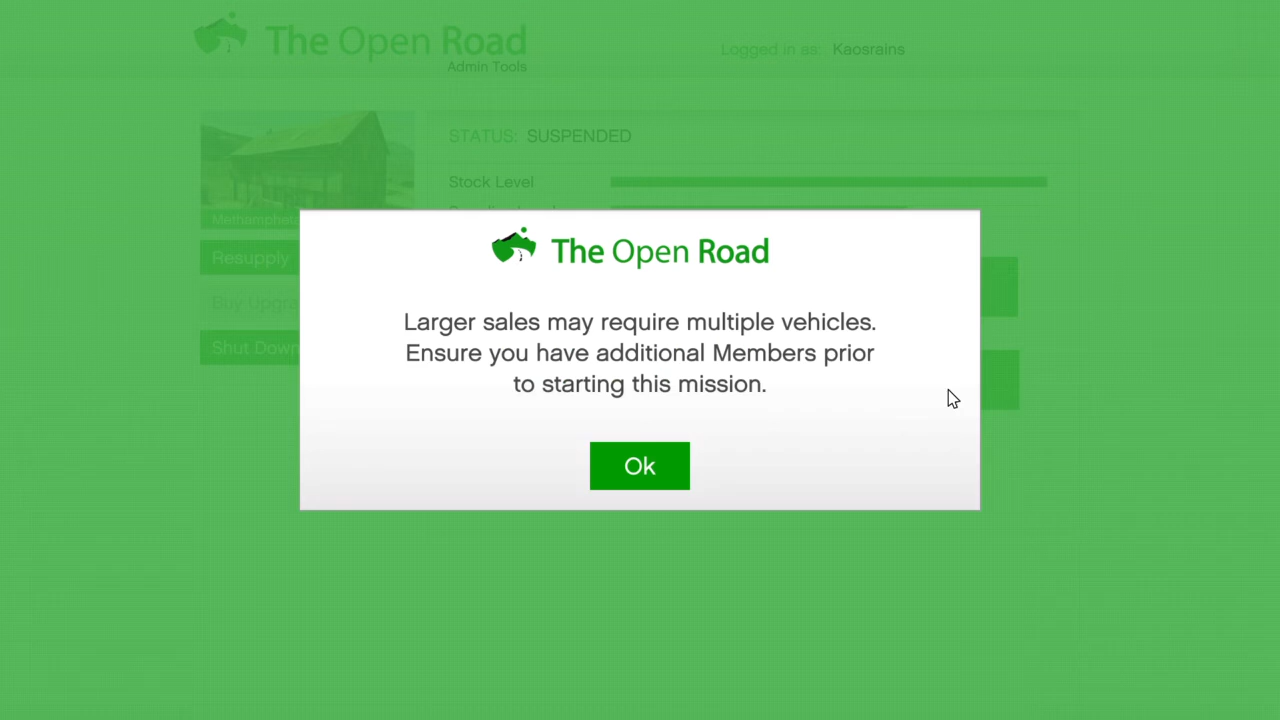 The Open Road
Admin Tools
Logged in as: Kaosrains
STATUS: SUSPENDED
Stock Level
Resupply
Shut Down
The Open Road
Larger sales may require multiple vehicles.
Ensure you have additional Members prior
to starting this mission.
Ok